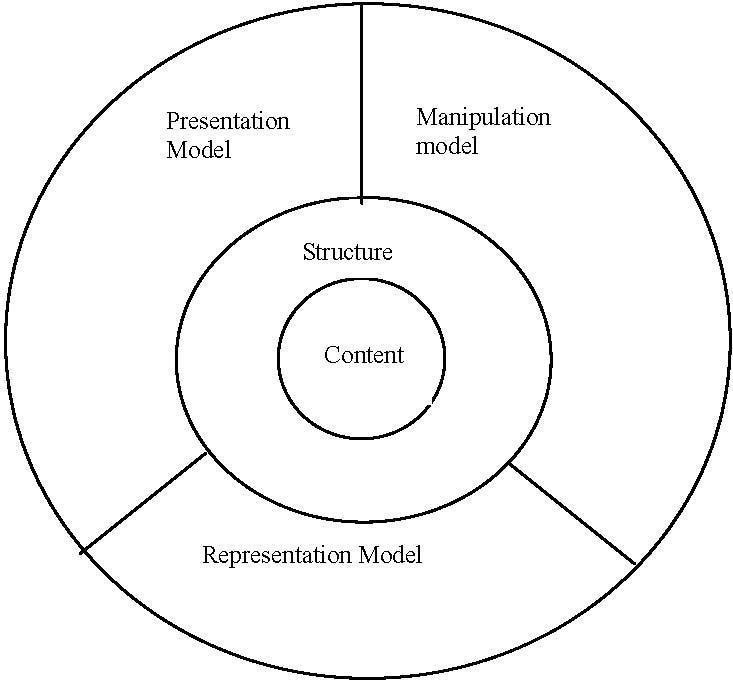 Presentation
Model
Manipulation
model
Structure
Content
Representation Model